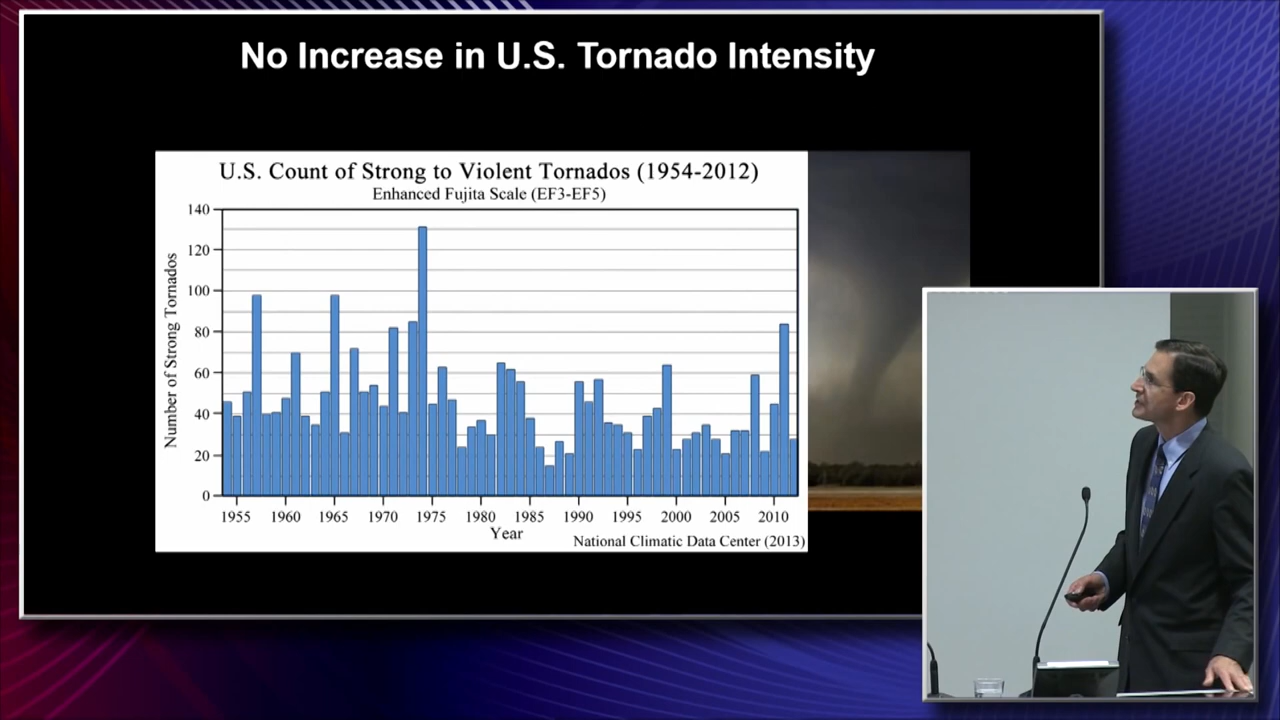 No Increase in U.S. Tornado Intensity
U.S. Count of Strong to Violent Tornados (1954-2012)
Enhanced Fujita Scale (EF3-EF5)
Number of Strong Tornados
140
120
100
80
60
40
20
0
1955 1960 1965 1970 1975 1980 1985 1990 1995 2000 2005 2010
Year
National Climatic Data Center (2013)